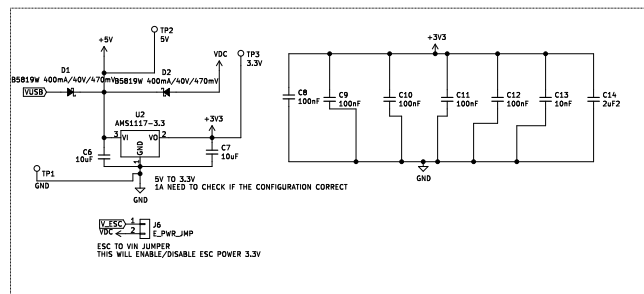 TP2
5V
+5V
TP3
3.3V
VDC
D1
B5819W 400mA/40V/470mV
D2
B5819W 400mA/40V/470mV
VUSB
U2
AMS1117-3.3
3 VI VO 2
GND
1
+3V3
C6
10uF
C7
10uF
TP1
GND
GND
5V TO 3.3V
1A NEED TO CHECK IF THE CONFIGURATION CORRECT
V_ESC 1
VDC 2
J6
E_PWR_JMP
ESC TO VIN JUMPER
THIS WILL ENABLE/DISABLE ESC POWER 3.3V
+3V3
C8
100nF
C9
100nF
C10
100nF
C11
100nF
C12
100nF
C13
10nF
C14
2uF2
GND